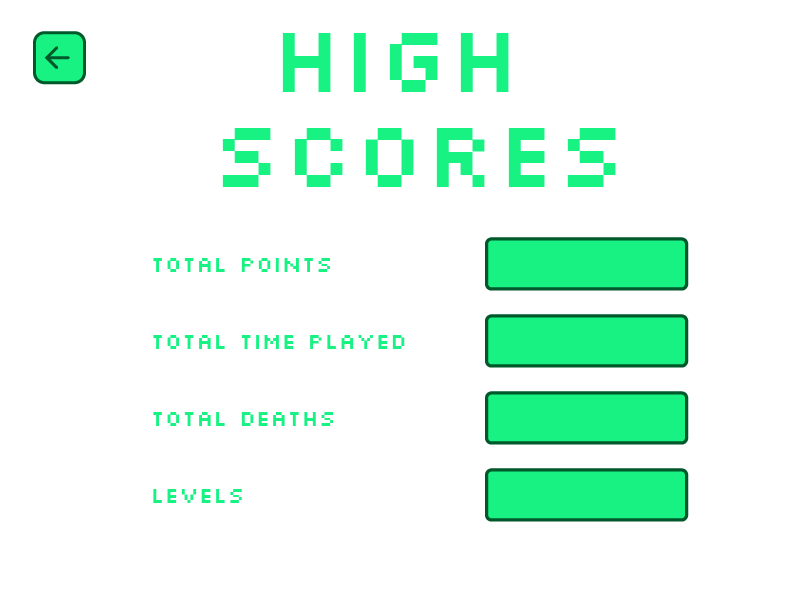 HIGH
SCORES
TOTAL POINTS
TOTAL TIME PLAYED
TOTAL DEATHS
LEVELS